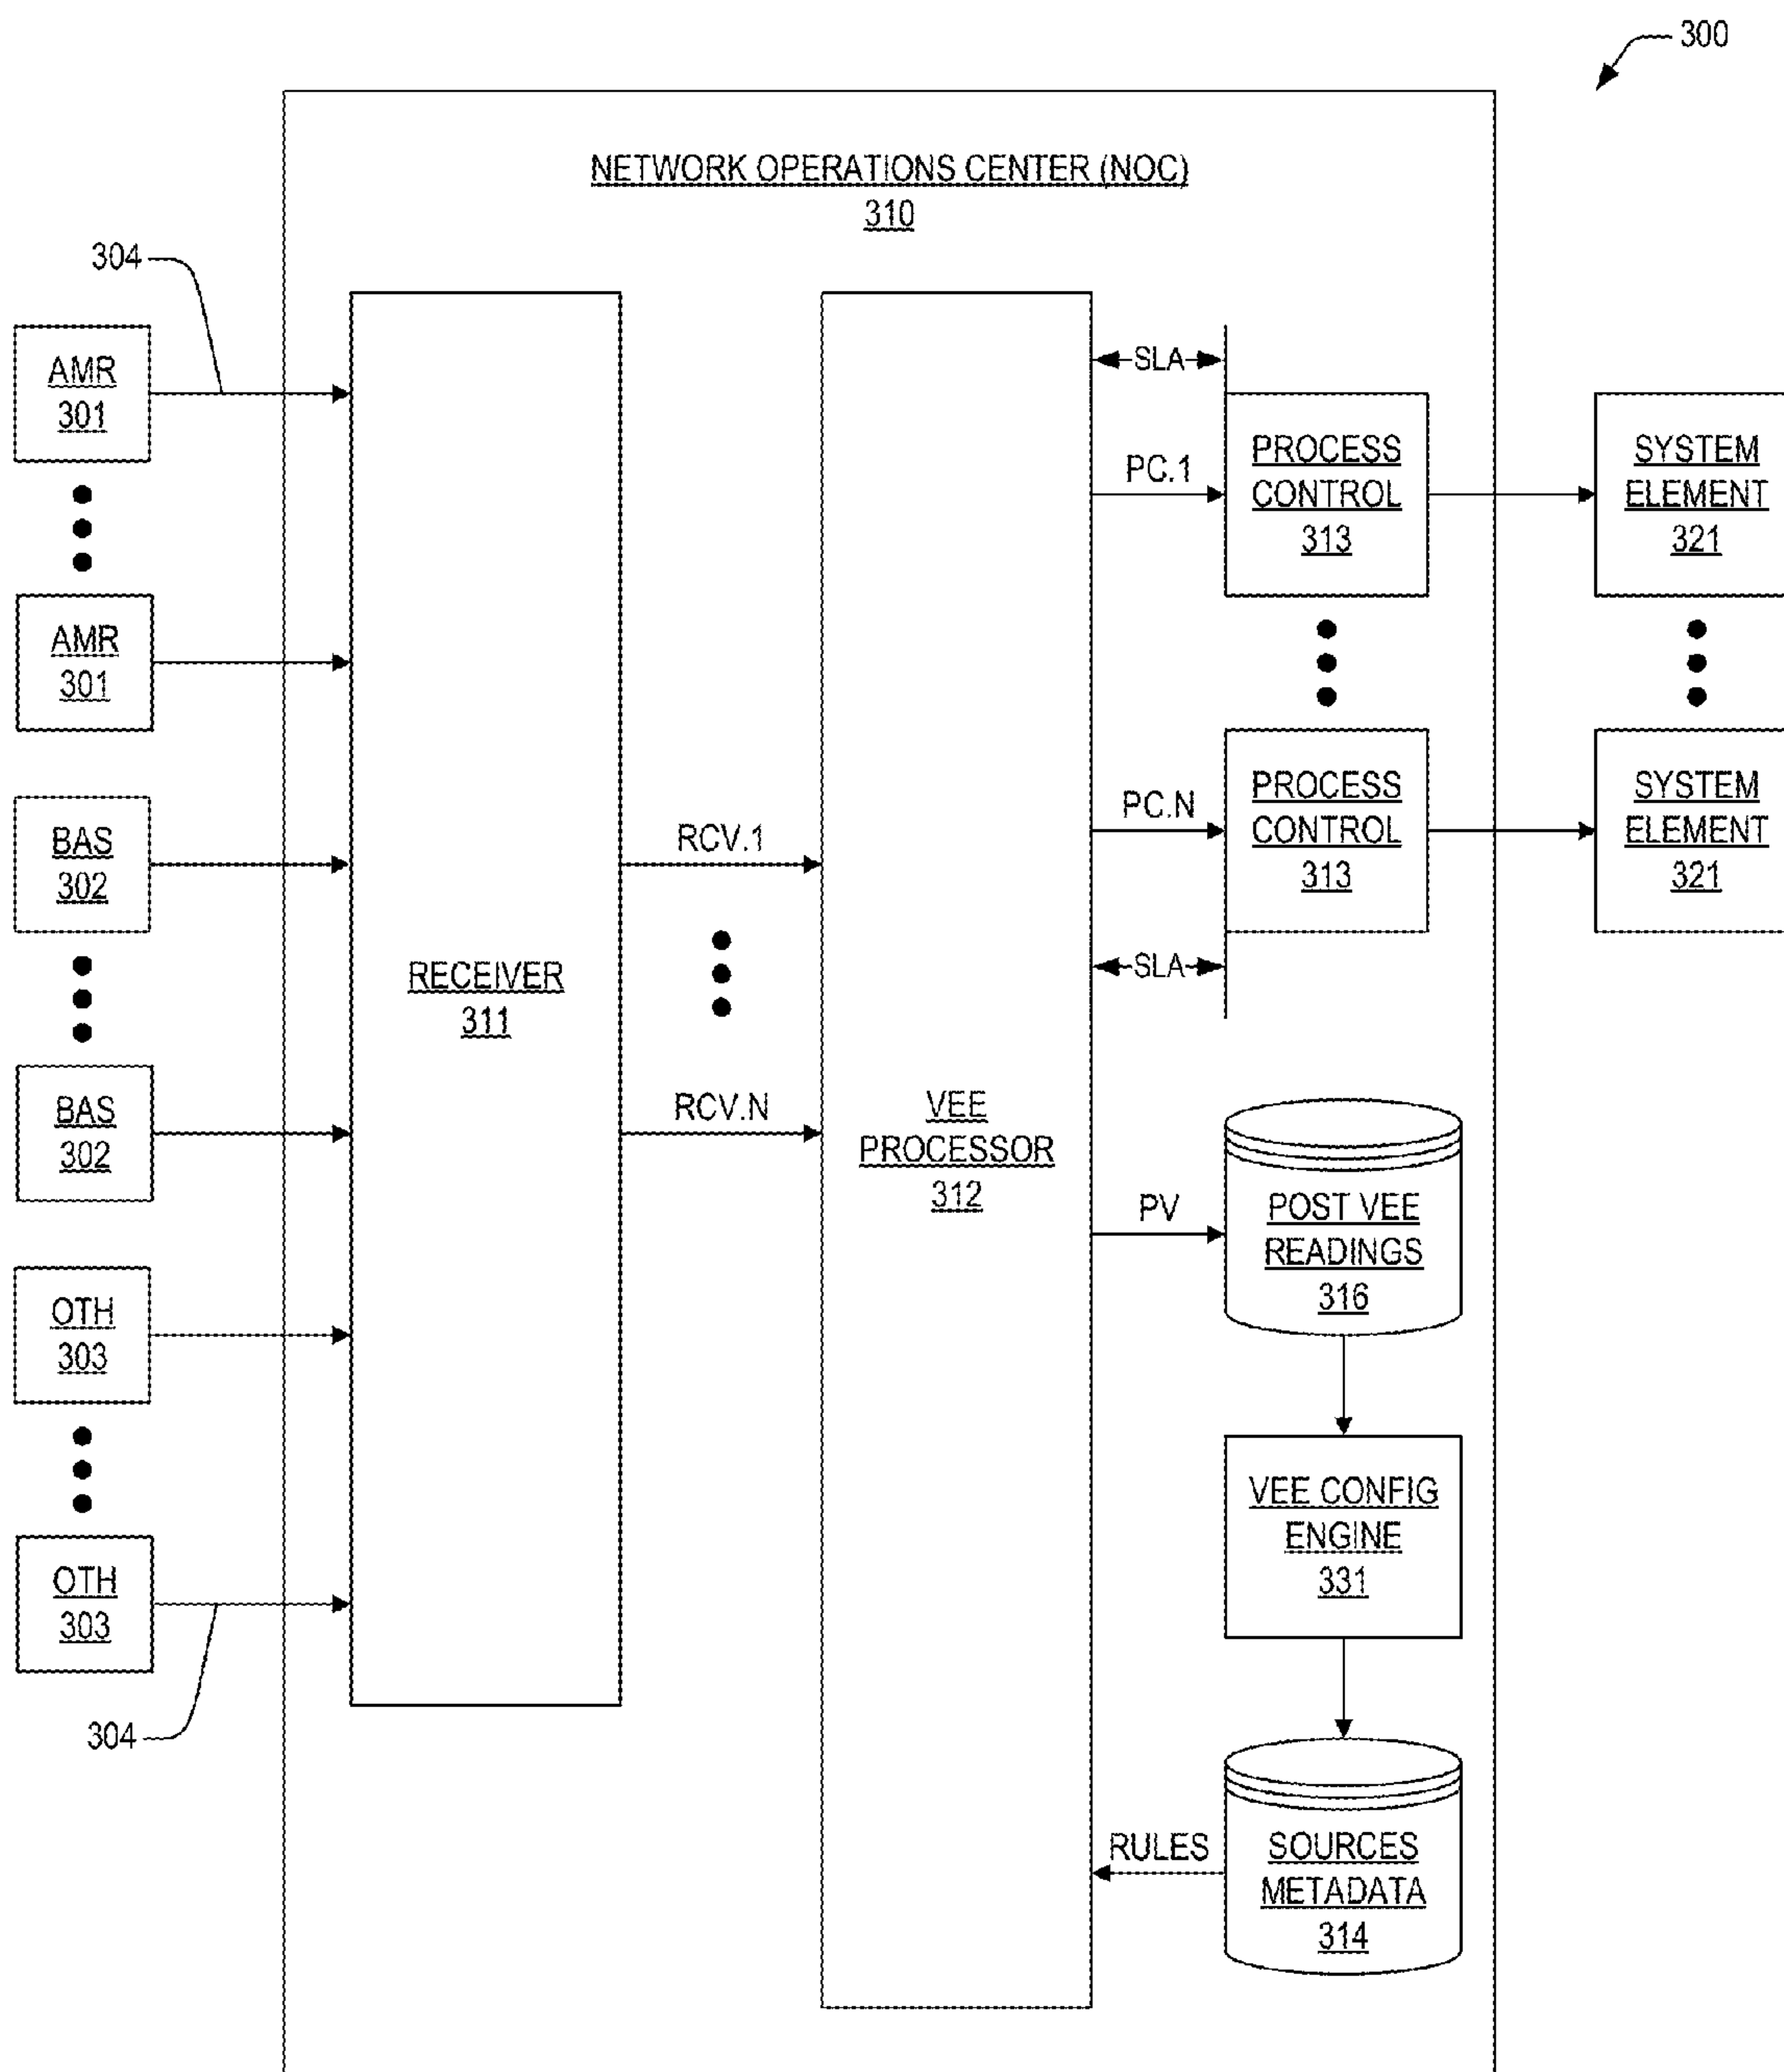 300
NETWORK OPERATIONS CENTER (NOC)
310
304
AMR
301
AMR
301
BAS
302
BAS
302
OTH
303
OTH
303
304
RECEIVER
311
RCV.1
RCV.N
VEE
PROCESSOR
312
SLA
PC.1
PC.N
SLA
PV
RULES
PROCESS
CONTROL
313
PROCESS
CONTROL
313
SYSTEM
ELEMENT
321
SYSTEM
ELEMENT
321
POST VEE
READINGS
316
VEE CONFIG
ENGINE
331
SOURCES
METADATA
314